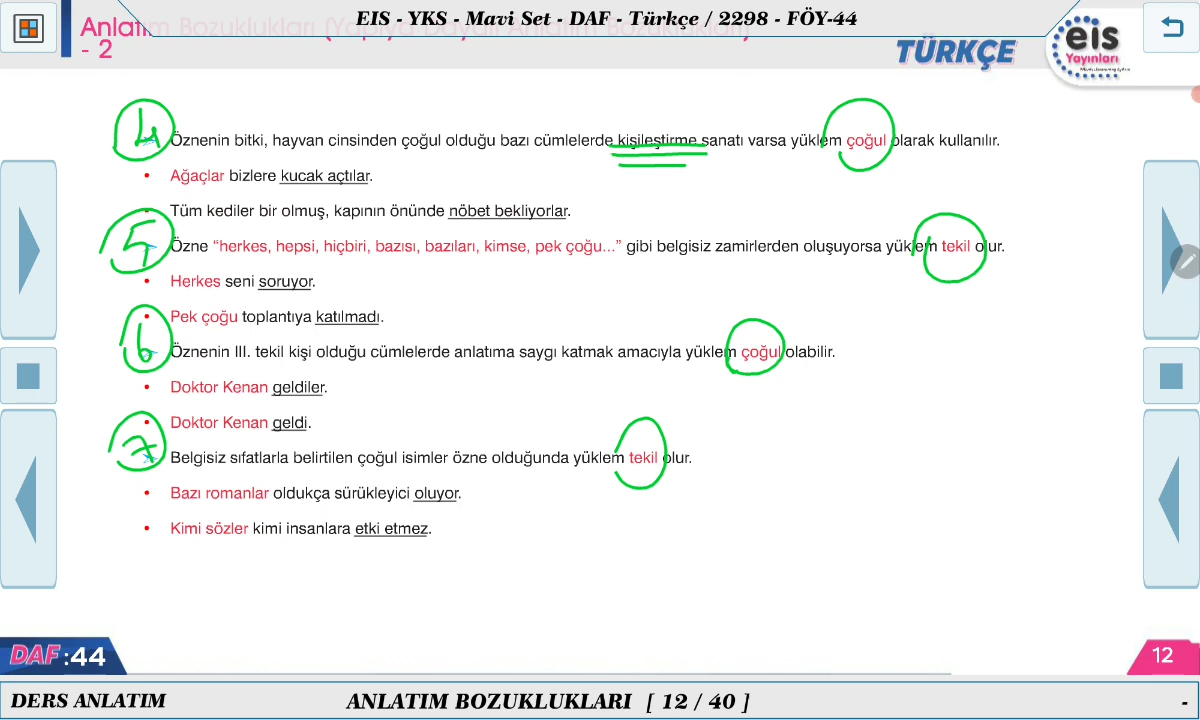 EIS - YKS - Mavi Set - DAF - Türkçe / 2298 - FÖY-44
Anlatım Bozuklukları (Yapıya Dayalı Anlatım Bozuklukları)
- 2
TÜRKÇE
eis
Yayınları
4
Öznenin bitki, hayvan cinsinden çoğul olduğu bazı cümlelerde kişileştirme sanatı varsa yüklem çoğul olarak kullanılır.
• Ağaçlar bizlere kucak açtılar.
• Tüm kediler bir olmuş, kapının önünde nöbet bekliyorlar.
5
Özne “herkes, hepsi, hiçbiri, bazısı, bazıları, kimse, pek çoğu...” gibi belgisiz zamirlerden oluşuyorsa yüklem tekil olur.
• Herkes seni soruyor.
• Pek çoğu toplantıya katılmadı.
6
Öznenin III. tekil kişi olduğu cümlelerde anlatıma saygı katmak amacıyla yüklem çoğul olabilir.
• Doktor Kenan geldiler.
• Doktor Kenan geldi.
7
Belgisiz sıfatlarla belirtilen çoğul isimler özne olduğunda yüklem tekil olur.
• Bazı romanlar oldukça sürükleyici oluyor.
• Kimi sözler kimi insanlara etki etmez.
DAF :44
12
DERS ANLATIM
ANLATIM BOZUKLUKLARI [ 12 / 40 ]
-